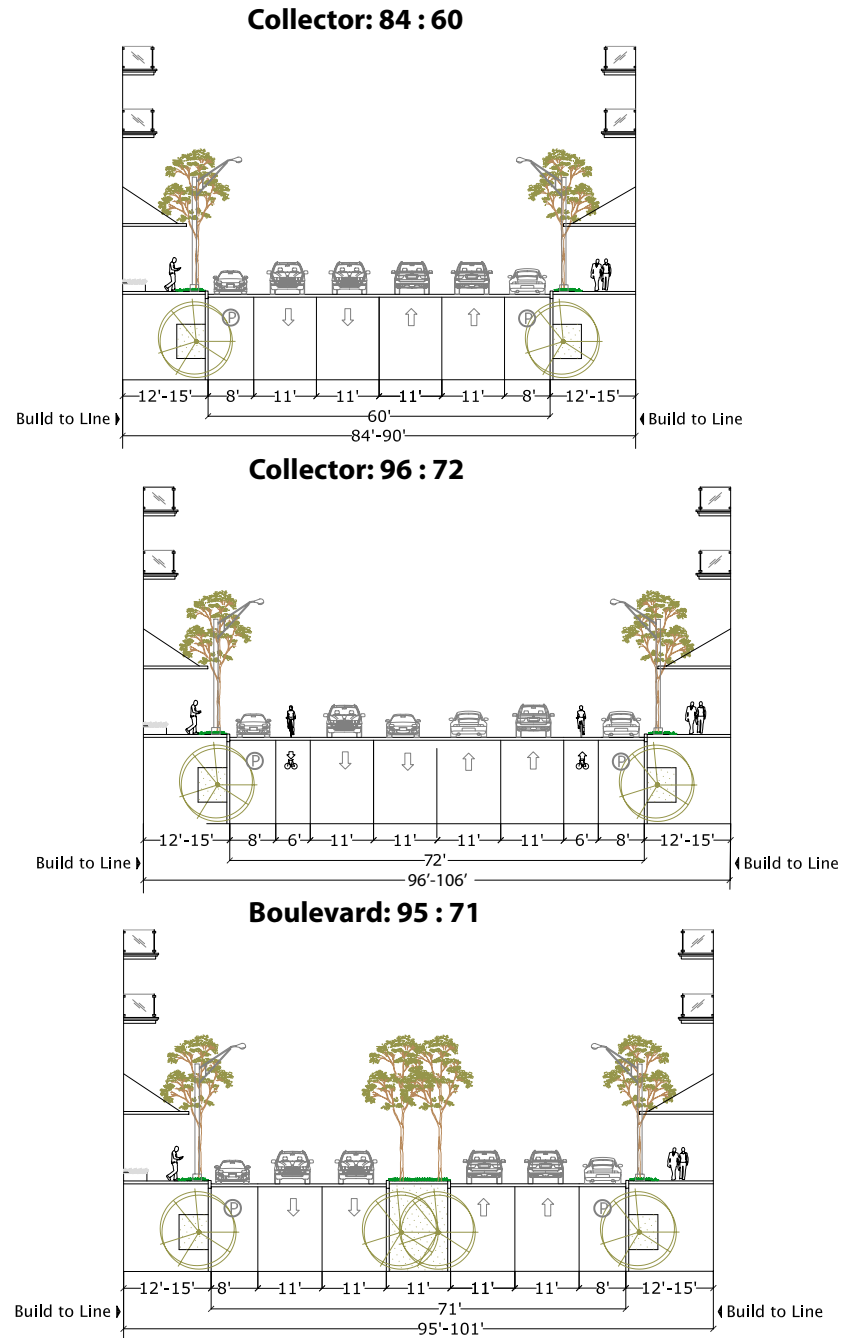 Collector: 84 : 60
P P
12'-15' 8' 11' 11' 11' 11' 8' 12'-15'
Build to LIne 60' Build to Line
84'-90'
Collector: 96 : 72
P P
12'-15' 8' 6' 11' 11' 11' 11' 6' 8' 12'-15'
Build to Line 72' Build to Line
96'-106'
Boulevard: 95 : 71
P P
12'-15' 8' 11' 11' 11' 11' 11' 8' 12'-15'
Build to Line 71' Build to Line
95'-101'